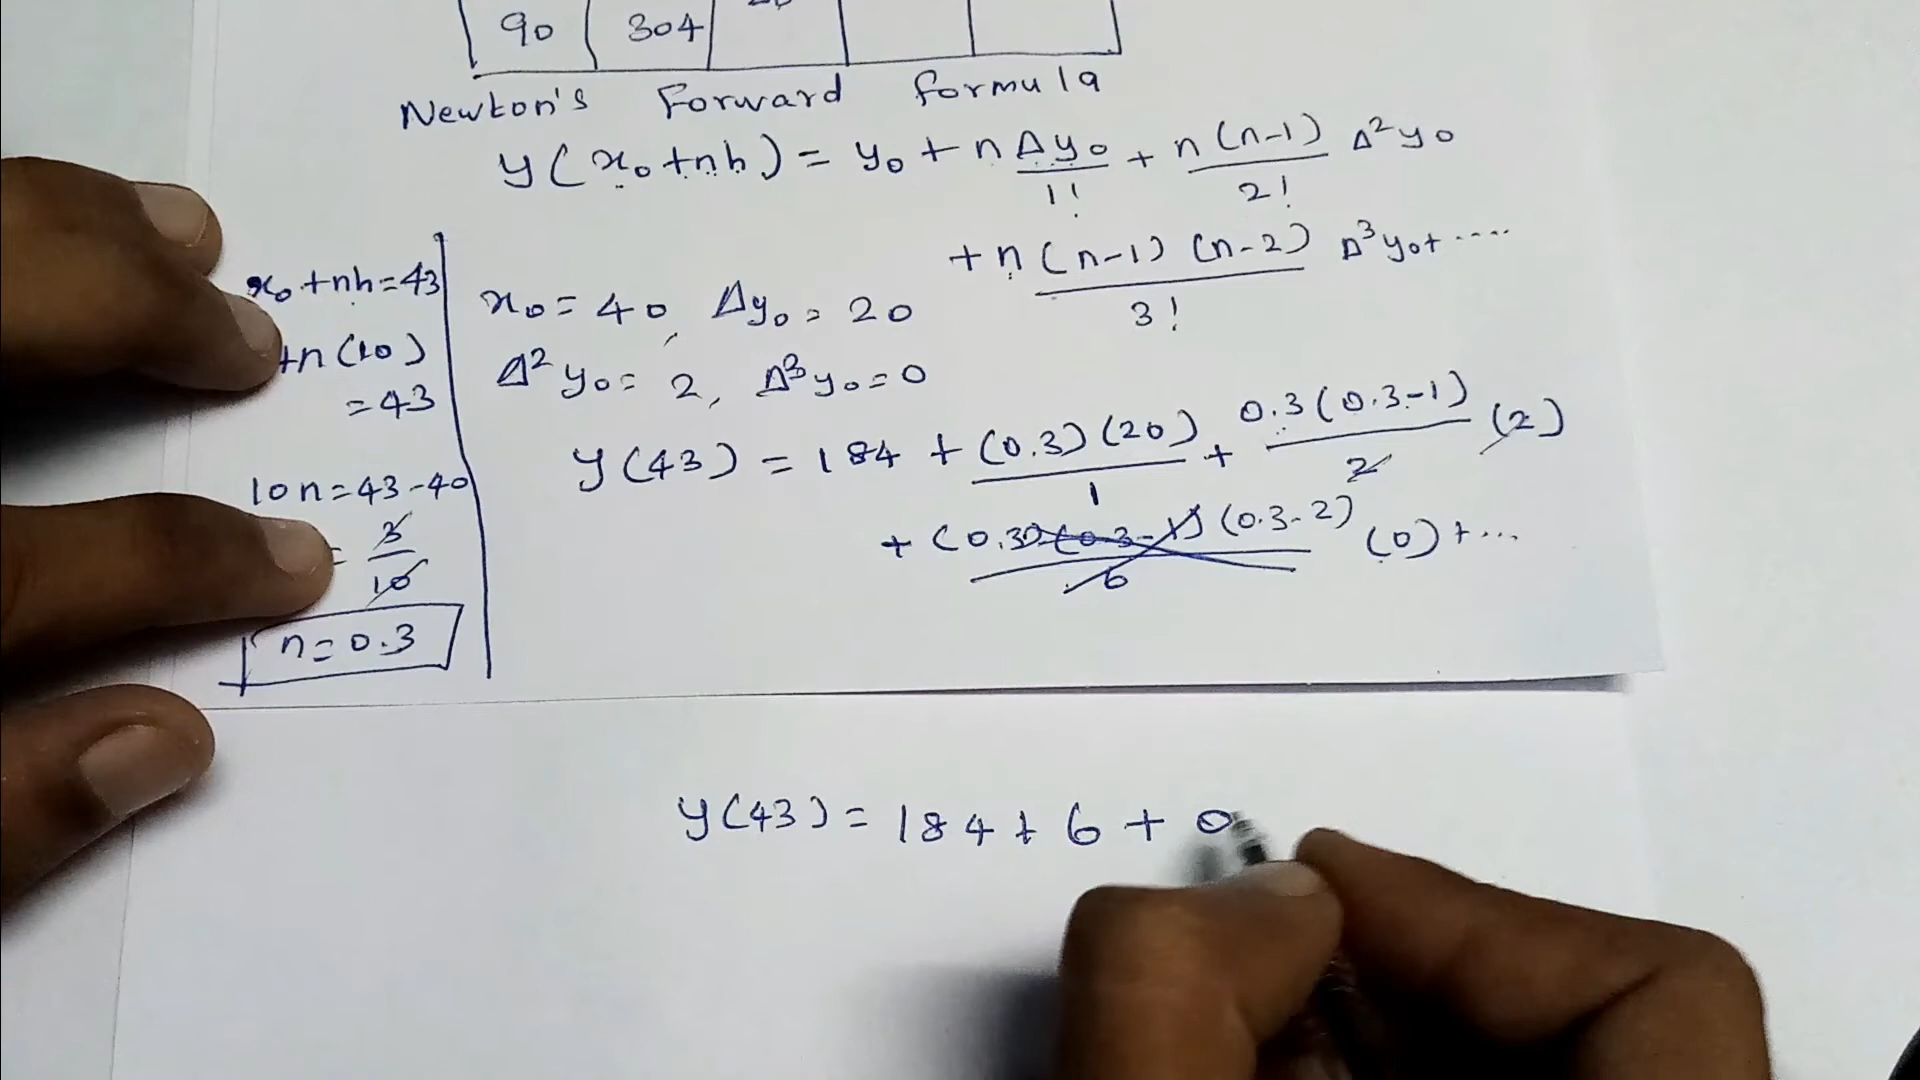 90 304
Newton's Forward formula
y(x₀+nh) = y₀ + n Δy₀/1! + n(n-1)/2! Δ²y₀
+ n(n-1)(n-2)/3! Δ³y₀+ ....
x₀+nh=43
+n(10)
=43
10n=43-40
= 3/10
n=0.3
x₀=40, Δy₀=20
Δ²y₀=2, Δ³y₀=0
y(43) = 184 + (0.3)(20)/1 + 0.3(0.3-1)/2 (2)
+ (0.3)(0.3-1)(0.3-2)/6 (0)+...
y(43)=184+6+0